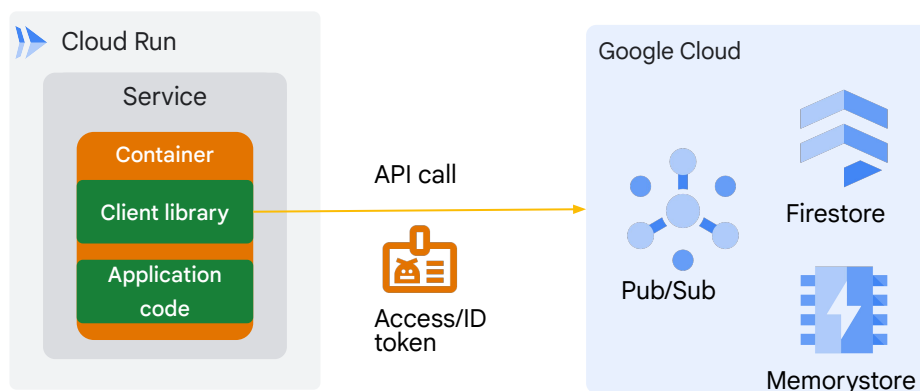 Cloud Run
Service
Container
Client library
Application
code
API call
Access/ID
token
Google Cloud
Pub/Sub
Firestore
Memorystore